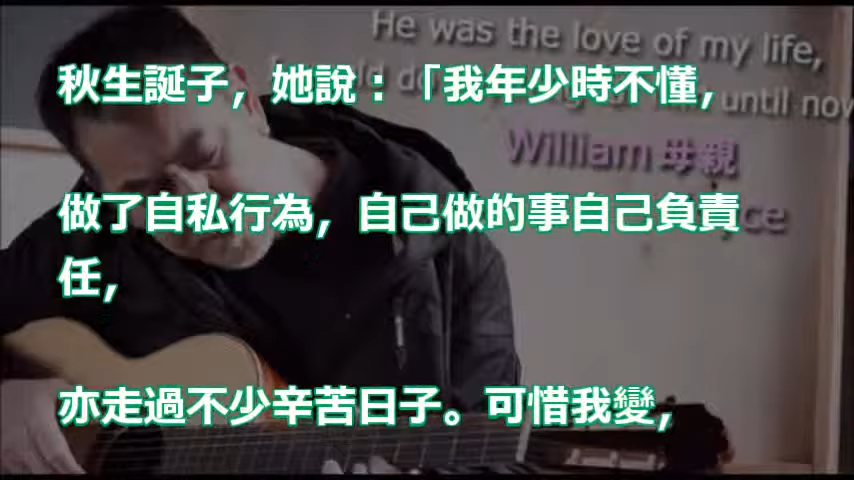 He was the love of my life,
秋生誕子，她說：「我年少時不懂，
until now
William 母親
做了自私行為，自己做的事自己負責
任，
亦走過不少辛苦日子。可惜我變，